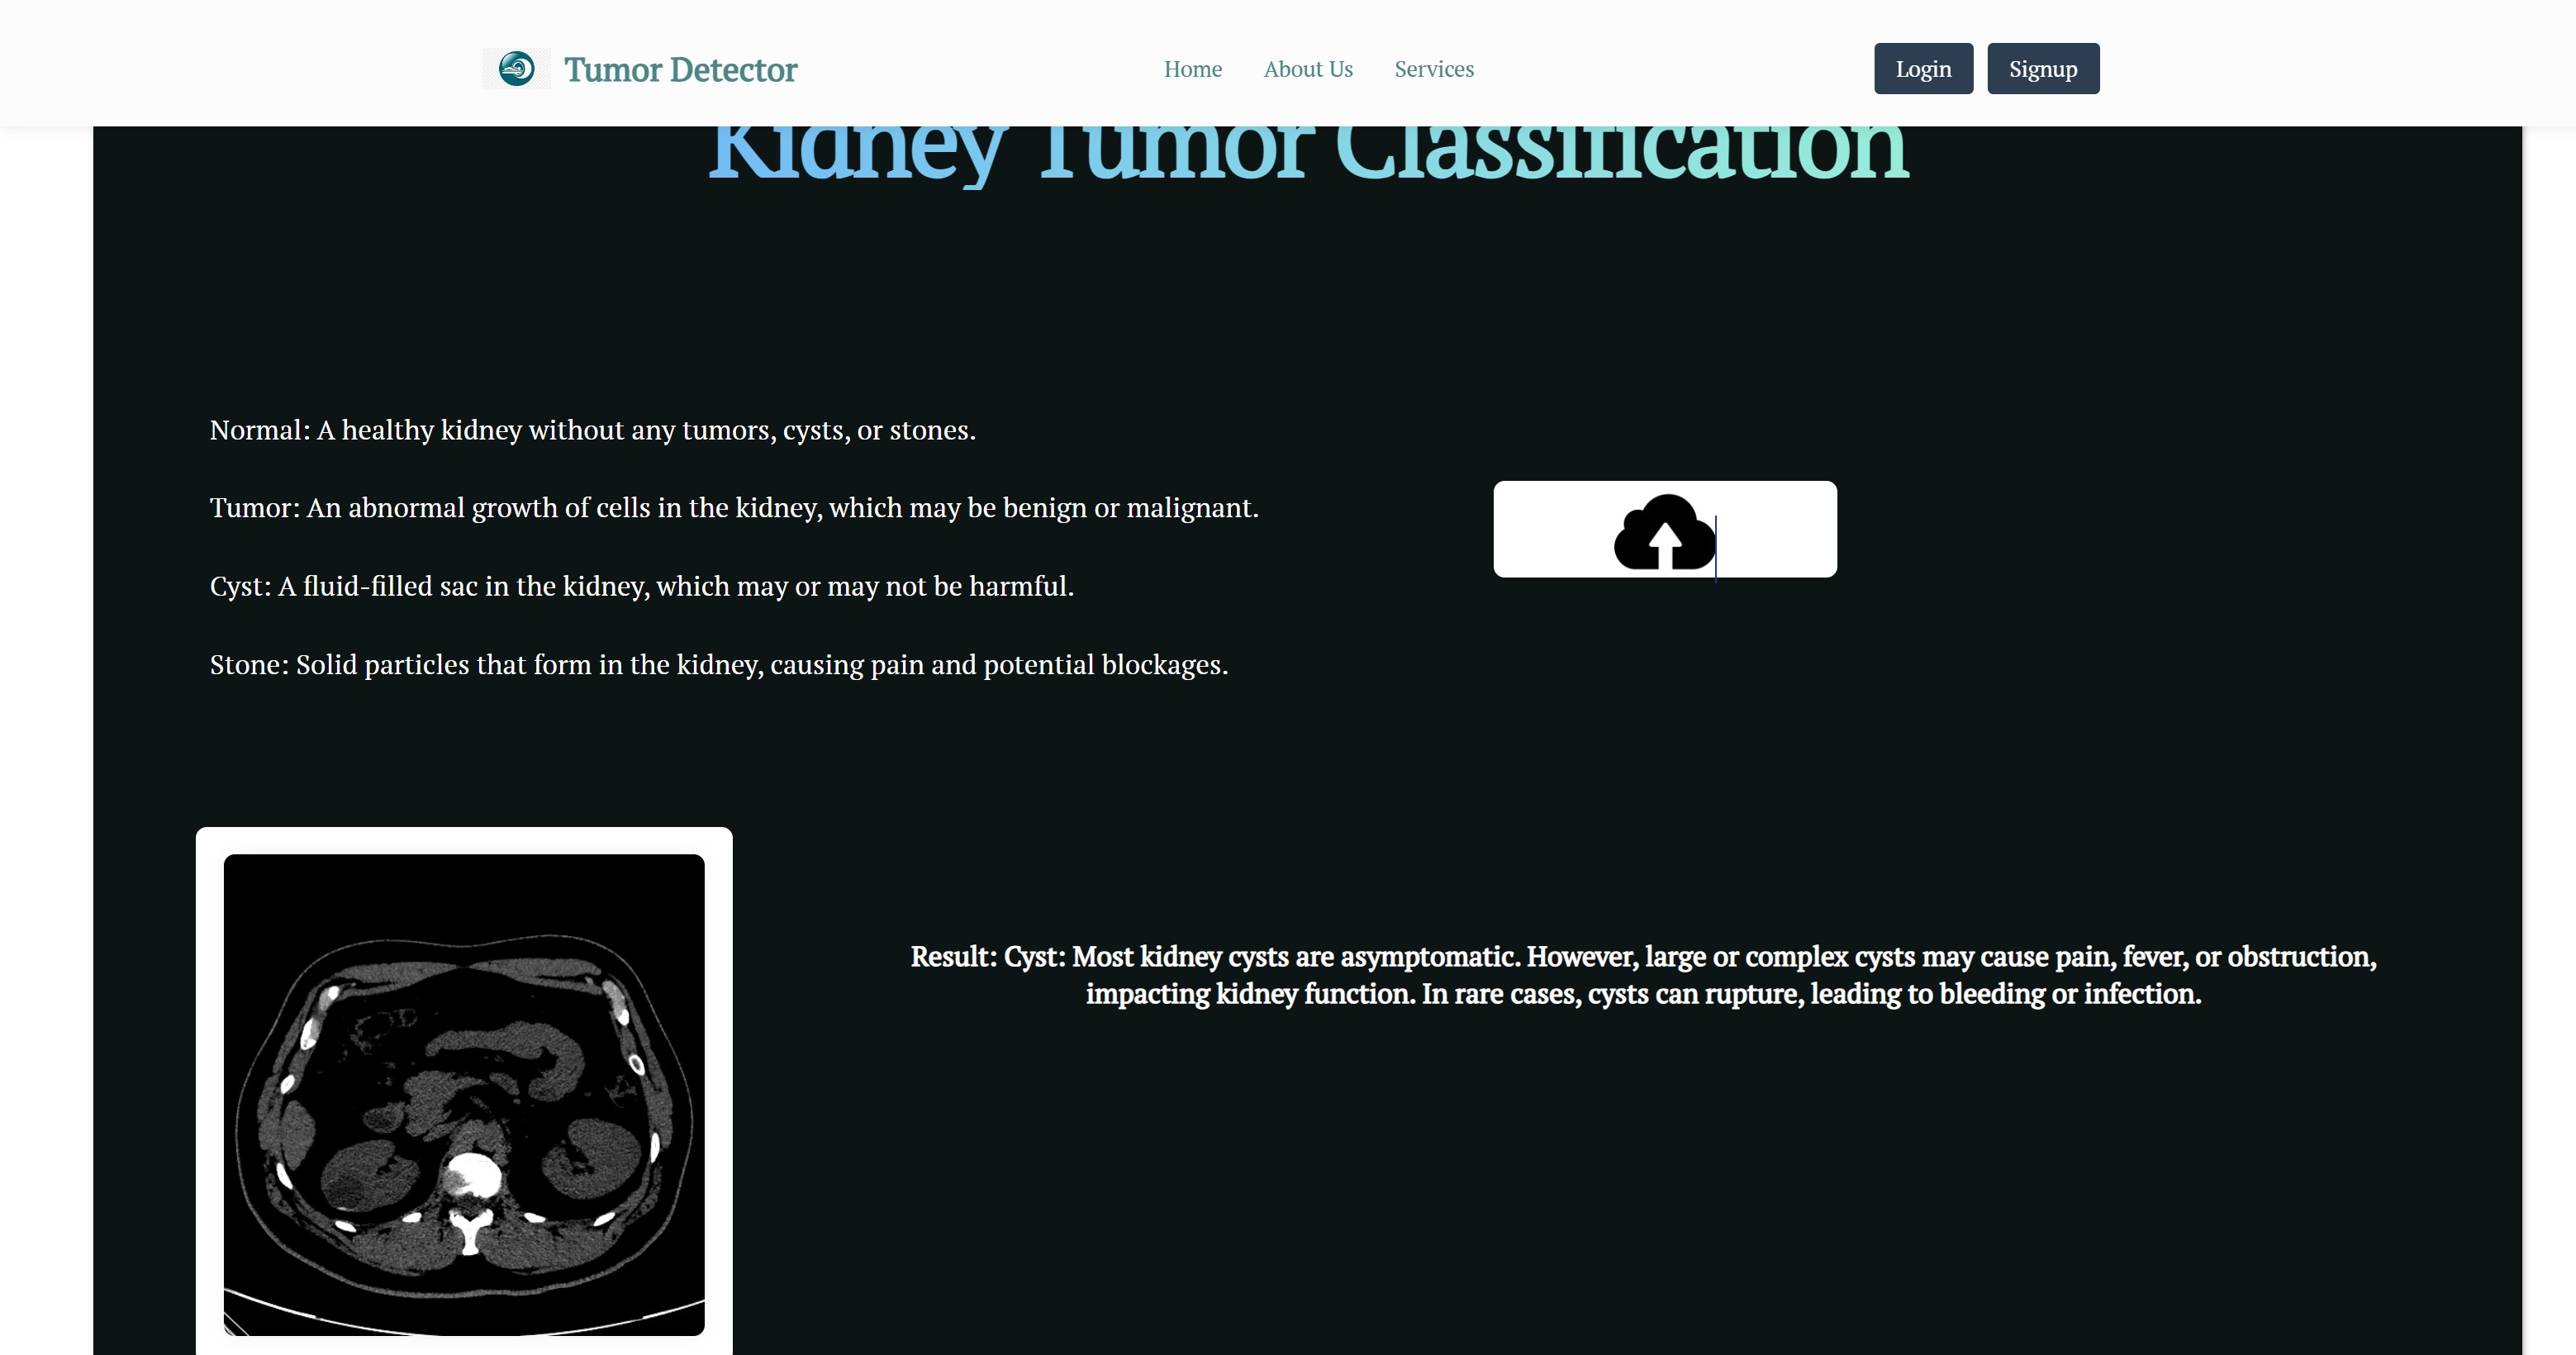 Tumor Detector
Home
About Us
Services
Login
Signup
Kidney Tumor Classification
Normal: A healthy kidney without any tumors, cysts, or stones.
Tumor: An abnormal growth of cells in the kidney, which may be benign or malignant.
Cyst: A fluid-filled sac in the kidney, which may or may not be harmful.
Stone: Solid particles that form in the kidney, causing pain and potential blockages.
Result: Cyst: Most kidney cysts are asymptomatic. However, large or complex cysts may cause pain, fever, or obstruction,
impacting kidney function. In rare cases, cysts can rupture, leading to bleeding or infection.